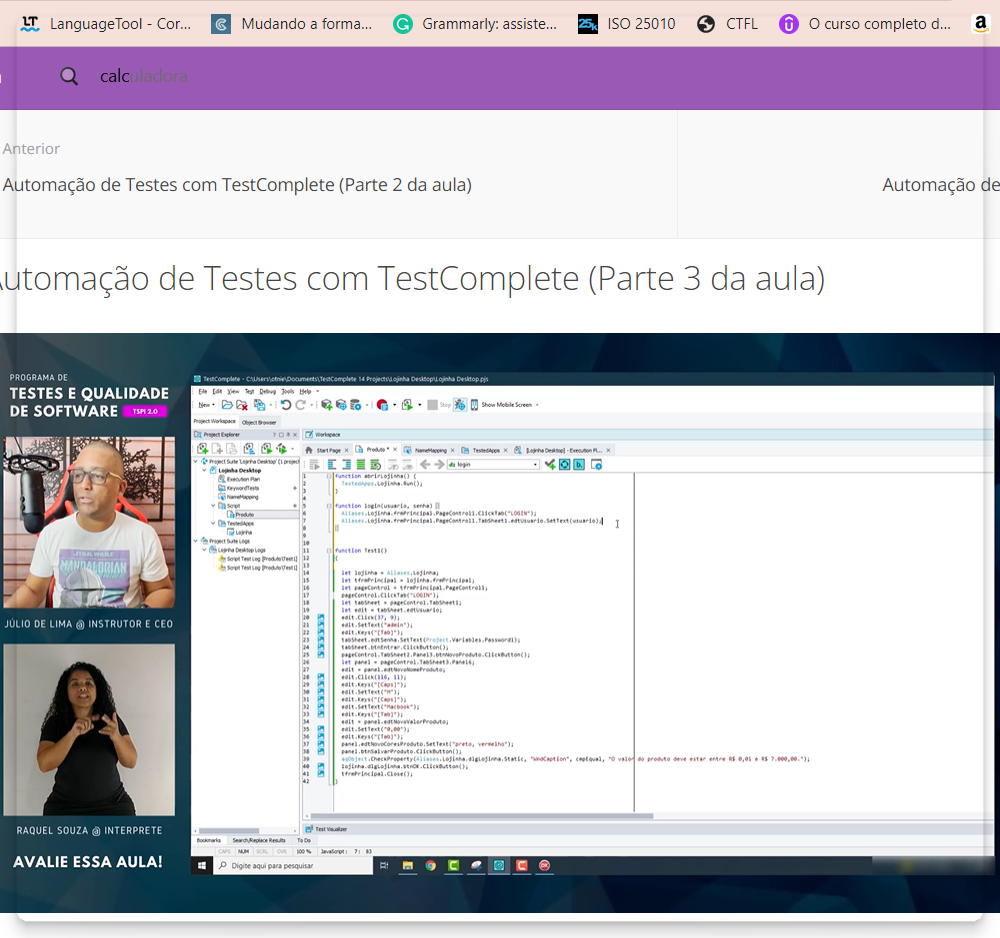 LanguageTool - Cor...
Mudando a forma...
Grammarly: assiste...
25k
ISO 25010
CTFL
O curso completo d...
calculadora
Anterior
Automação de Testes com TestComplete (Parte 2 da aula)
Automação de
Automação de Testes com TestComplete (Parte 3 da aula)
PROGRAMA DE
TESTES E QUALIDADE
DE SOFTWARE TSPI 2.0
JÚLIO DE LIMA @ INSTRUTOR E CEO
RAQUEL SOUZA @ INTERPRETE
AVALIE ESSA AULA!
TestComplete - C:\Users\otnie\Documents\TestComplete 14 Projects\Lojinha Desktop\Lojinha Desktop.pjs
File Edit View Test Debug Tools Help
New
Stop
Show Mobile Screen
Project Workspace Object Browser
Project Explorer
Project Suite 'Lojinha Desktop' (1 project
Lojinha Desktop
Execution Plan
KeywordTests
NameMapping
Script
Produto
TestedApps
Lojinha
Project Suite Logs
Lojinha Desktop Logs
Script Test Log [Produto\Test1]
Script Test Log [Produto\Test1]
Workspace
Start Page Produto * NameMapping TestedApps [Lojinha Desktop] - Execution Pl...
login
1 function abrirLojinha() {
2 TestedApps.Lojinha.Run();
3 }
4
5 function login(usuario, senha) {
6 Aliases.Lojinha.frmPrincipal.PageControl1.ClickTab("LOGIN");
7 Aliases.Lojinha.frmPrincipal.PageControl1.TabSheet1.edtUsuario.SetText(usuario);
8 }
9
10
11 function Test1()
12 {
13
14 let lojinha = Aliases.Lojinha;
15 let tfrmPrincipal = lojinha.frmPrincipal;
16 let pageControl = tfrmPrincipal.PageControl1;
17 pageControl.ClickTab("LOGIN");
18 let tabSheet = pageControl.TabSheet1;
19 let edit = tabSheet.edtUsuario;
20 edit.Click(37, 9);
21 edit.SetText("admin");
22 edit.Keys("[Tab]");
23 tabSheet.edtSenha.SetText(Project.Variables.Password1);
24 tabSheet.btnEntrar.ClickButton();
25 pageControl.TabSheet2.Panel3.btnNovoProduto.ClickButton();
26 let panel = pageControl.TabSheet3.Panel6;
27 edit = panel.edtNovoNomeProduto;
28 edit.Click(116, 11);
29 edit.Keys("[Caps]");
30 edit.SetText("M");
31 edit.Keys("[Caps]");
32 edit.SetText("Macbook");
33 edit.Keys("[Tab]");
34 edit = panel.edtNovoValorProduto;
35 edit.SetText("0,00");
36 edit.Keys("[Tab]");
37 panel.edtNovoCoresProduto.SetText("preto, vermelho");
38 panel.btnSalvarProduto.ClickButton();
39 aqObject.CheckProperty(Aliases.Lojinha.dlgLojinha.Static, "WndCaption", cmpEqual, "O valor do produto deve estar entre R$ 0,01 e R$ 7.000,00.");
40 lojinha.dlgLojinha.btnOK.ClickButton();
41 tfrmPrincipal.Close();
42 }
Test Visualizer
Bookmarks Search/Replace Results To Do
CAPS NUM SCRL OVR 100 % JavaScript: 7: 83
Digite aqui para pesquisar